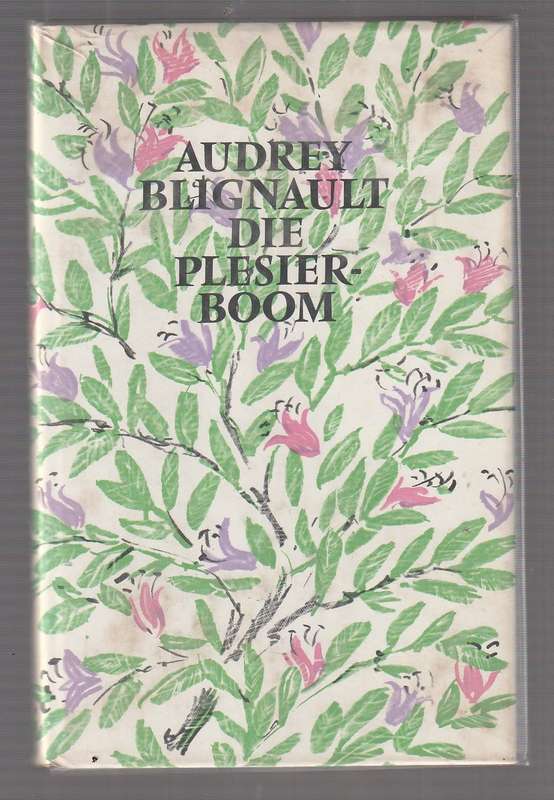 AUDREY
BLIGNAULT
DIE
PLESIER-
BOOM